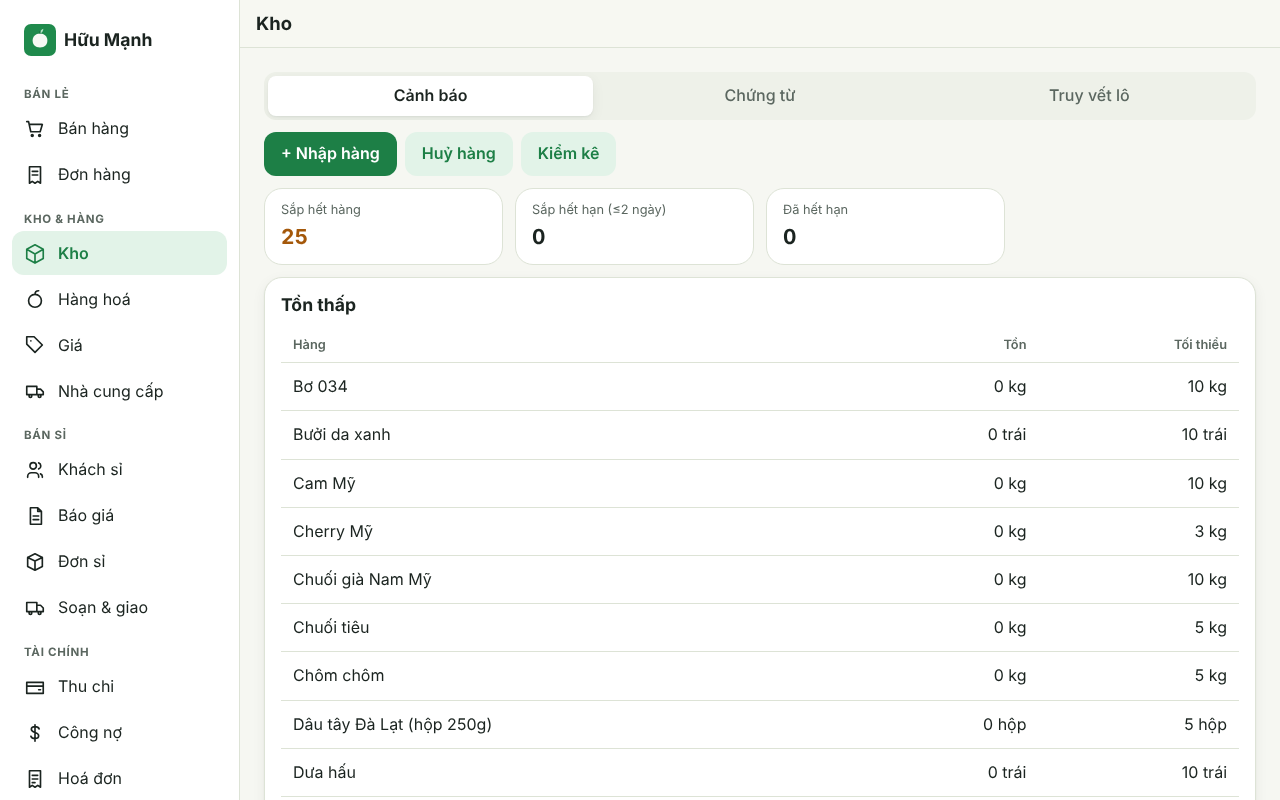 Hữu Mạnh
BÁN LẺ
Bán hàng
Đơn hàng
KHO & HÀNG
Kho
Hàng hoá
Giá
Nhà cung cấp
BÁN SỈ
Khách sỉ
Báo giá
Đơn sỉ
Soạn & giao
TÀI CHÍNH
Thu chi
Công nợ
Hoá đơn
Kho
Cảnh báo Chứng từ Truy vết lô
+ Nhập hàng Huỷ hàng Kiểm kê
Sắp hết hàng Sắp hết hạn (≤2 ngày) Đã hết hạn
25 0 0
Tồn thấp
Hàng Tồn Tối thiểu
Bơ 034 0 kg 10 kg
Bưởi da xanh 0 trái 10 trái
Cam Mỹ 0 kg 10 kg
Cherry Mỹ 0 kg 3 kg
Chuối già Nam Mỹ 0 kg 10 kg
Chuối tiêu 0 kg 5 kg
Chôm chôm 0 kg 5 kg
Dâu tây Đà Lạt (hộp 250g) 0 hộp 5 hộp
Dưa hấu 0 trái 10 trái